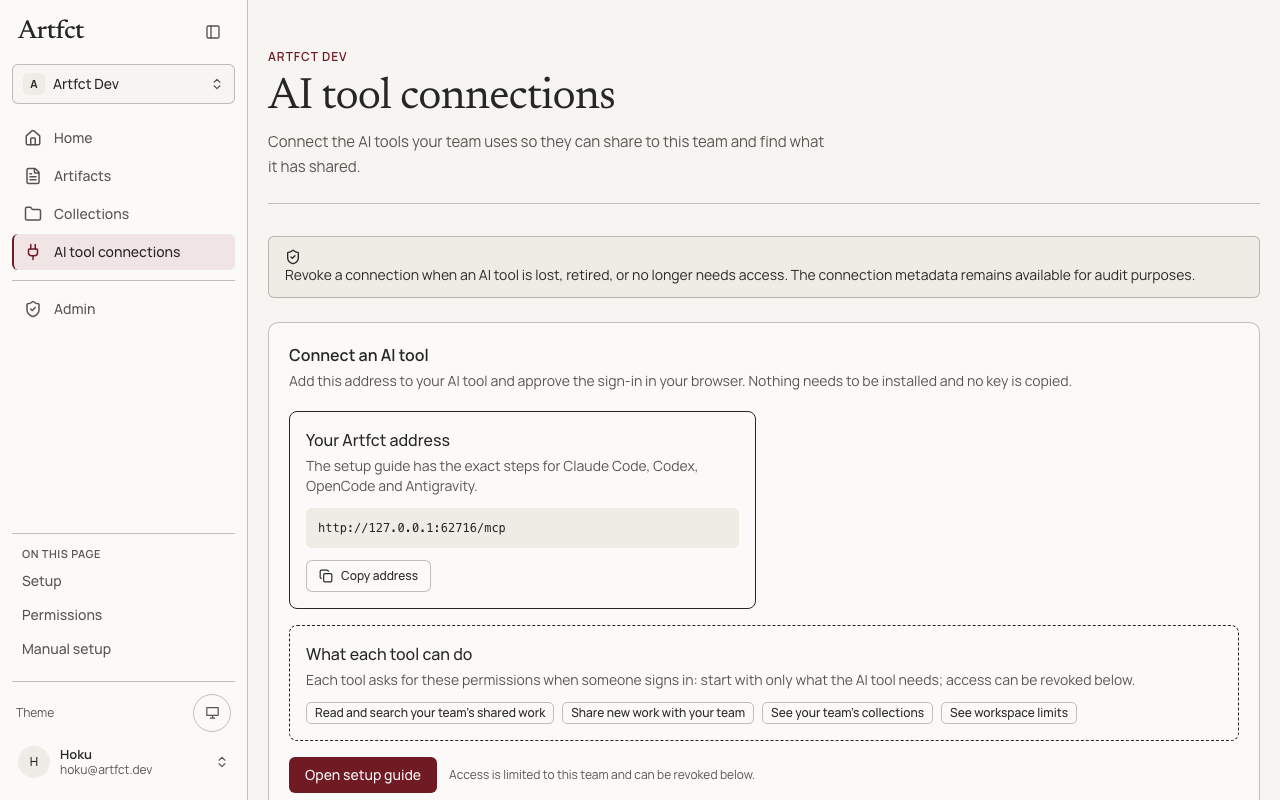 Artfct
A Artfct Dev
Home
Artifacts
Collections
AI tool connections
Admin
ON THIS PAGE
Setup
Permissions
Manual setup
Theme
H Hoku
hoku@artfct.dev
ARTFCT DEV
AI tool connections
Connect the AI tools your team uses so they can share to this team and find what
it has shared.
Revoke a connection when an AI tool is lost, retired, or no longer needs access. The connection metadata remains available for audit purposes.
Connect an AI tool
Add this address to your AI tool and approve the sign-in in your browser. Nothing needs to be installed and no key is copied.
Your Artfct address
The setup guide has the exact steps for Claude Code, Codex,
OpenCode and Antigravity.
http://127.0.0.1:62716/mcp
Copy address
What each tool can do
Each tool asks for these permissions when someone signs in: start with only what the AI tool needs; access can be revoked below.
Read and search your team's shared work Share new work with your team See your team's collections See workspace limits
Open setup guide Access is limited to this team and can be revoked below.